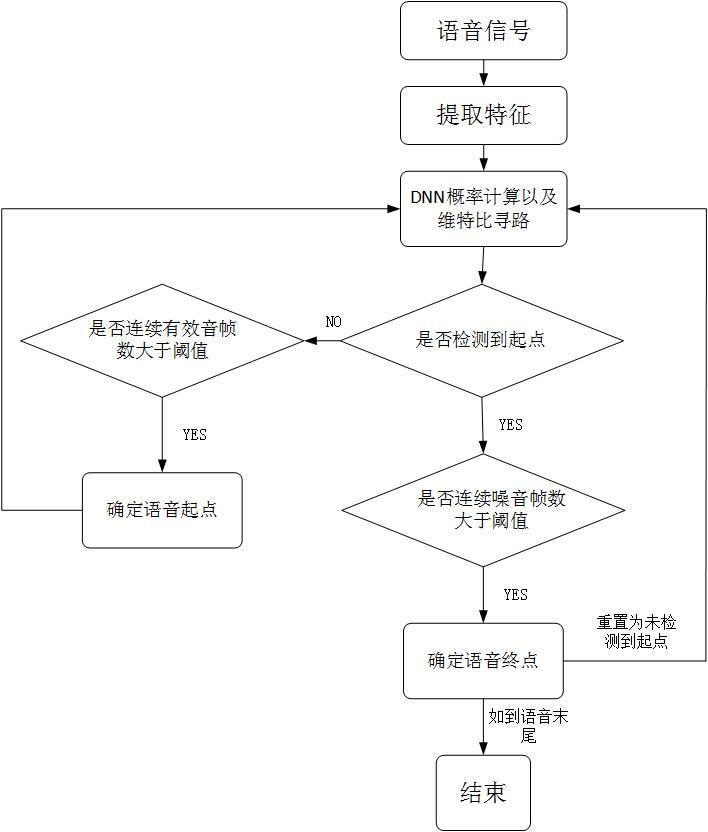 语音信号
提取特征
DNN概率计算以及
维特比寻路
是否连续有效音帧
数大于阈值
NO
是否检测到起点
YES
YES
确定语音起点
是否连续噪音帧数
大于阈值
YES
重置为未检
测到起点
确定语音终点
如到语音末
尾
结束